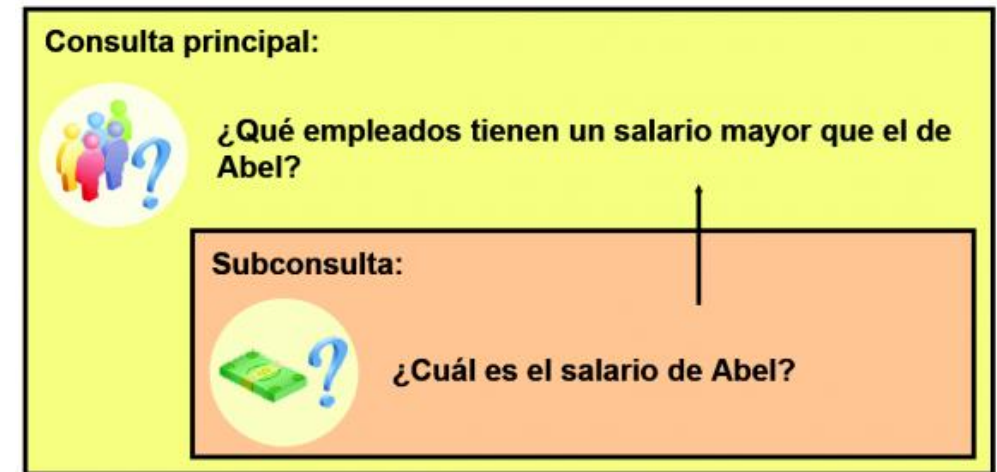 Consulta principal:
¿Qué empleados tienen un salario mayor que el de
Abel?
Subconsulta:
¿Cuál es el salario de Abel?